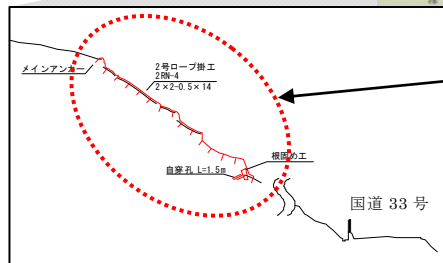 2号ロープ掛工
メインアンカー
2RN-4
2×2-0.5×14
根固め工
自穿孔 L=1.5m
国道 33 号